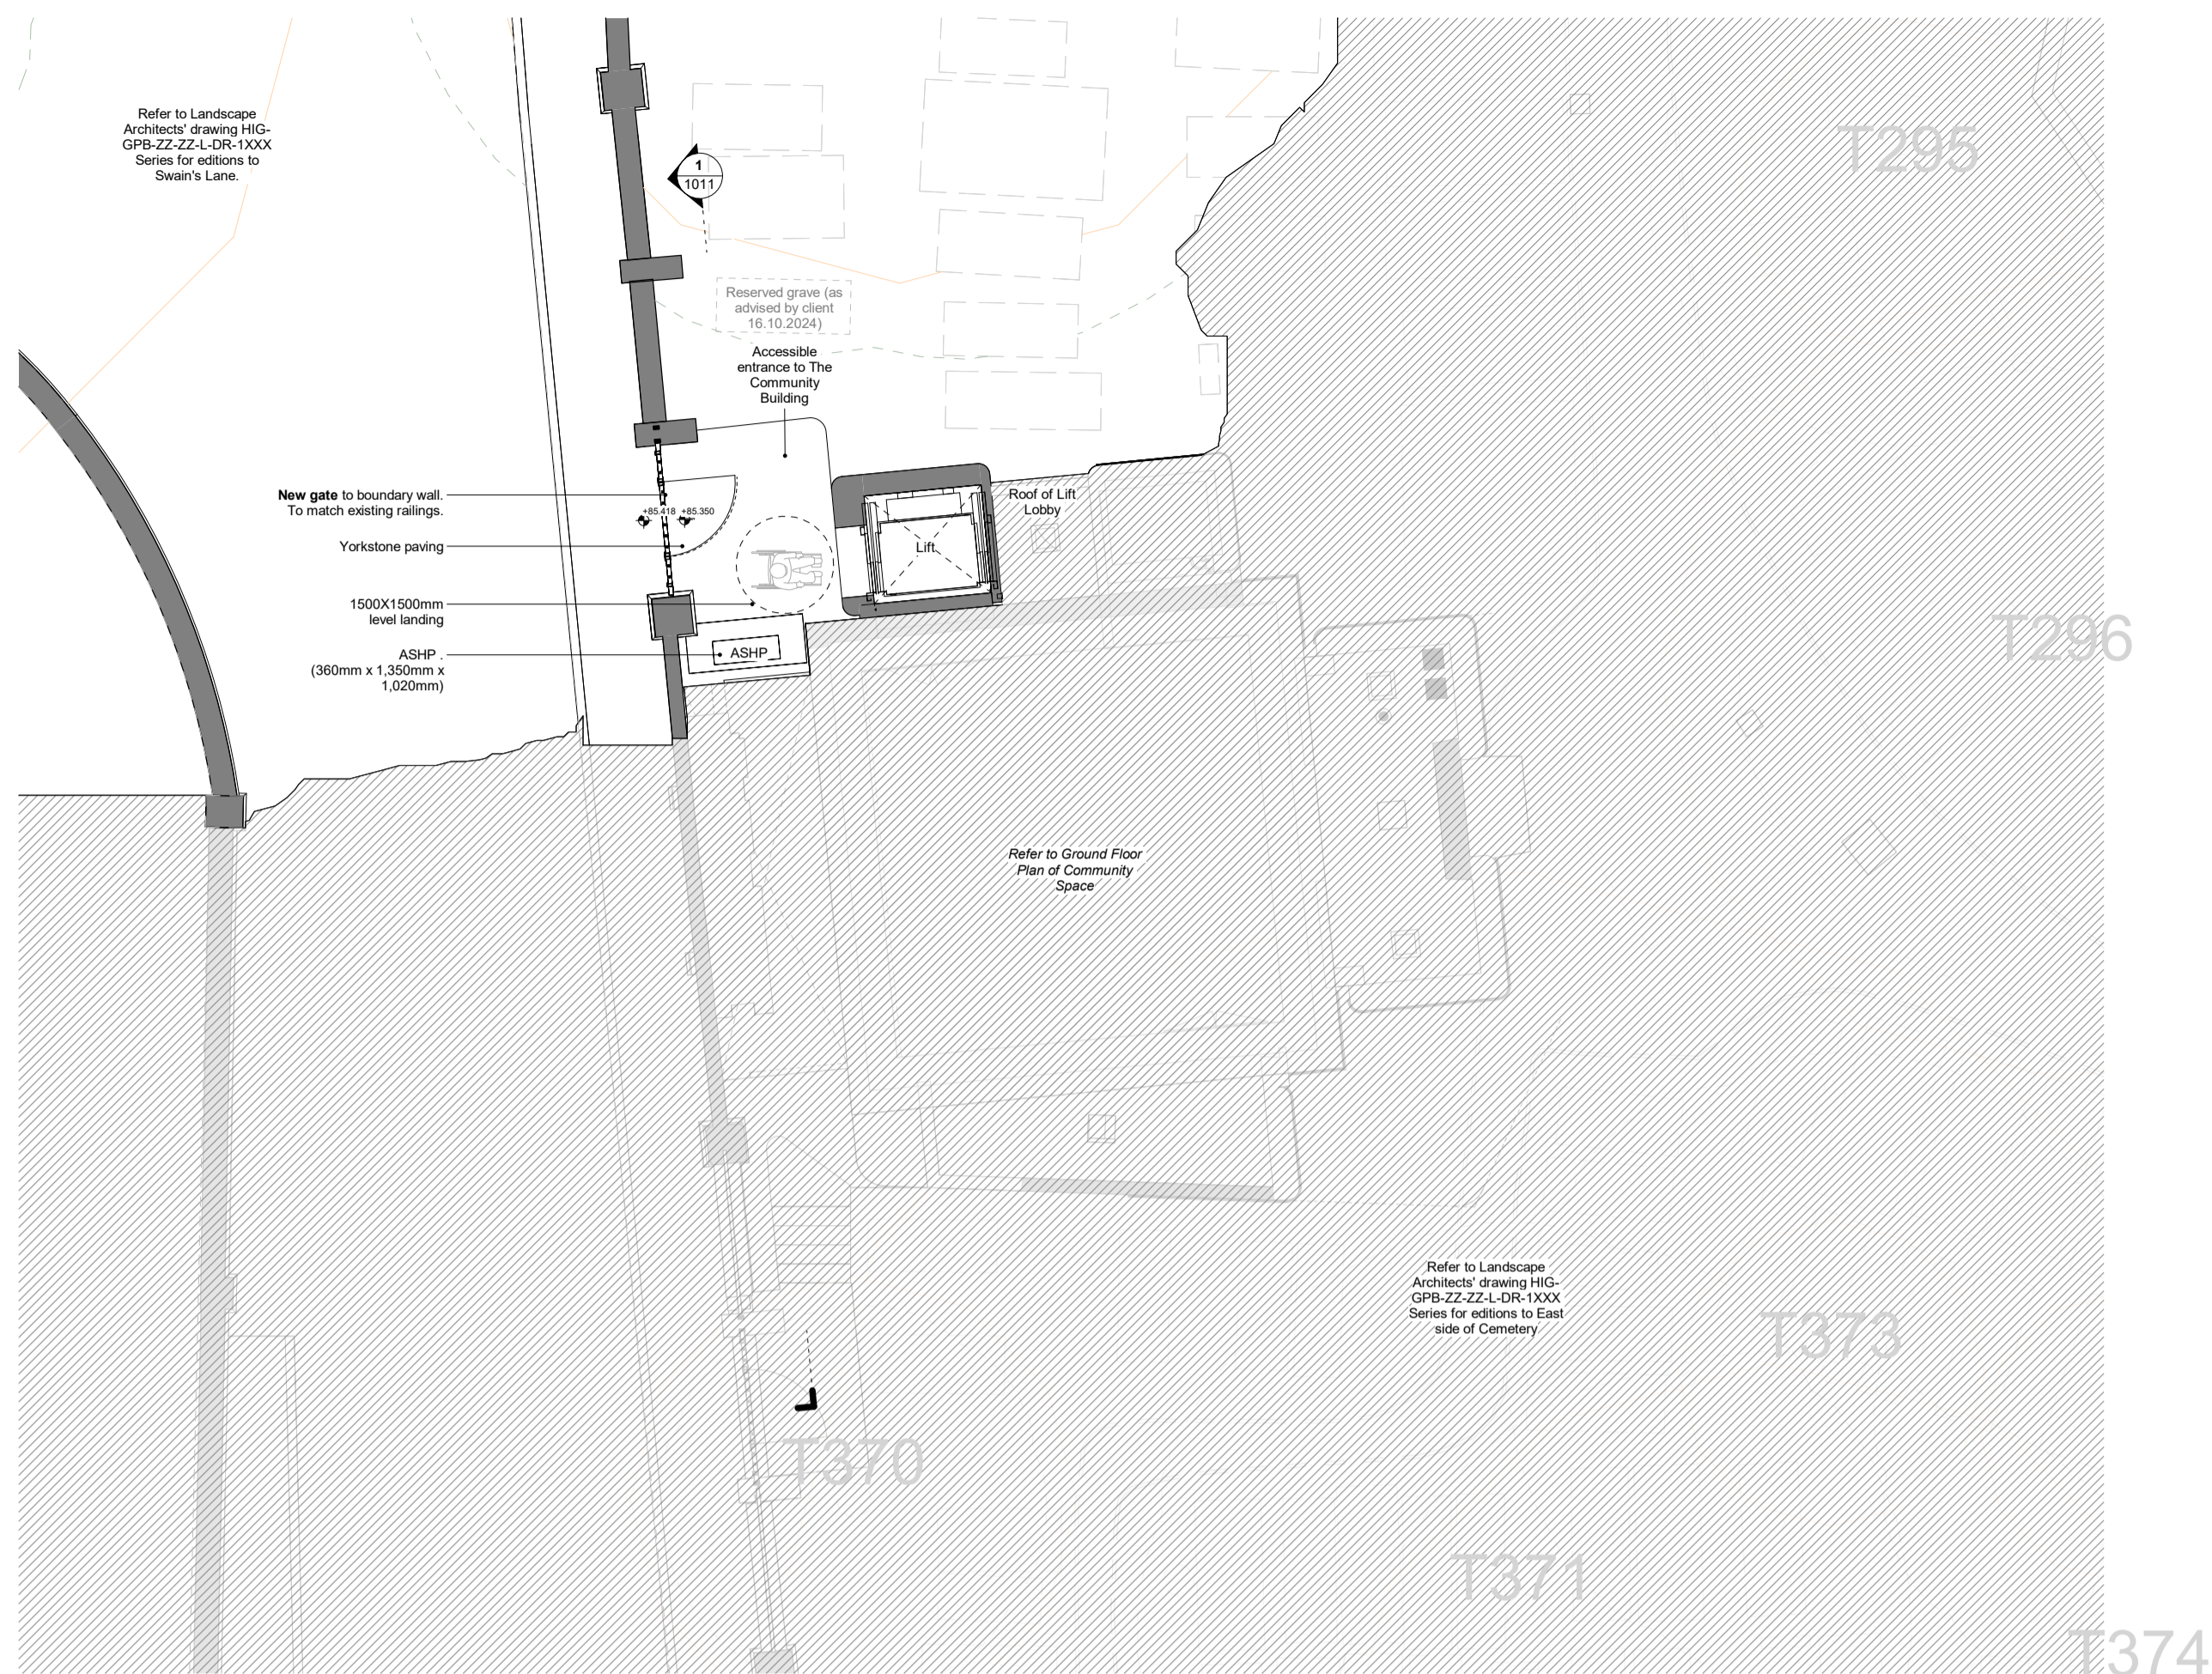 Refer to Landscape
Architects' drawing HIG-
GPB-ZZ-ZZ-L-DR-1XXX
Series for editions to
Swain's Lane.
T295
1
1011
Reserved grave (as
advised by client
16.10.2024)
Accessible
entrance to The
Community
Building
New gate to boundary wall.
To match existing railings.
+85.418 +85.350
Roof of Lift
Lobby
Lift
Yorkstone paving
1500X1500mm
level landing
ASHP .
(360mm x 1,350mm x
1,020mm)
ASHP
T296
Refer to Ground Floor
Plan of Community
Space
Refer to Landscape
Architects' drawing HIG-
GPB-ZZ-ZZ-L-DR-1XXX
Series for editions to East
side of Cemetery
T373
T370
T371
T374